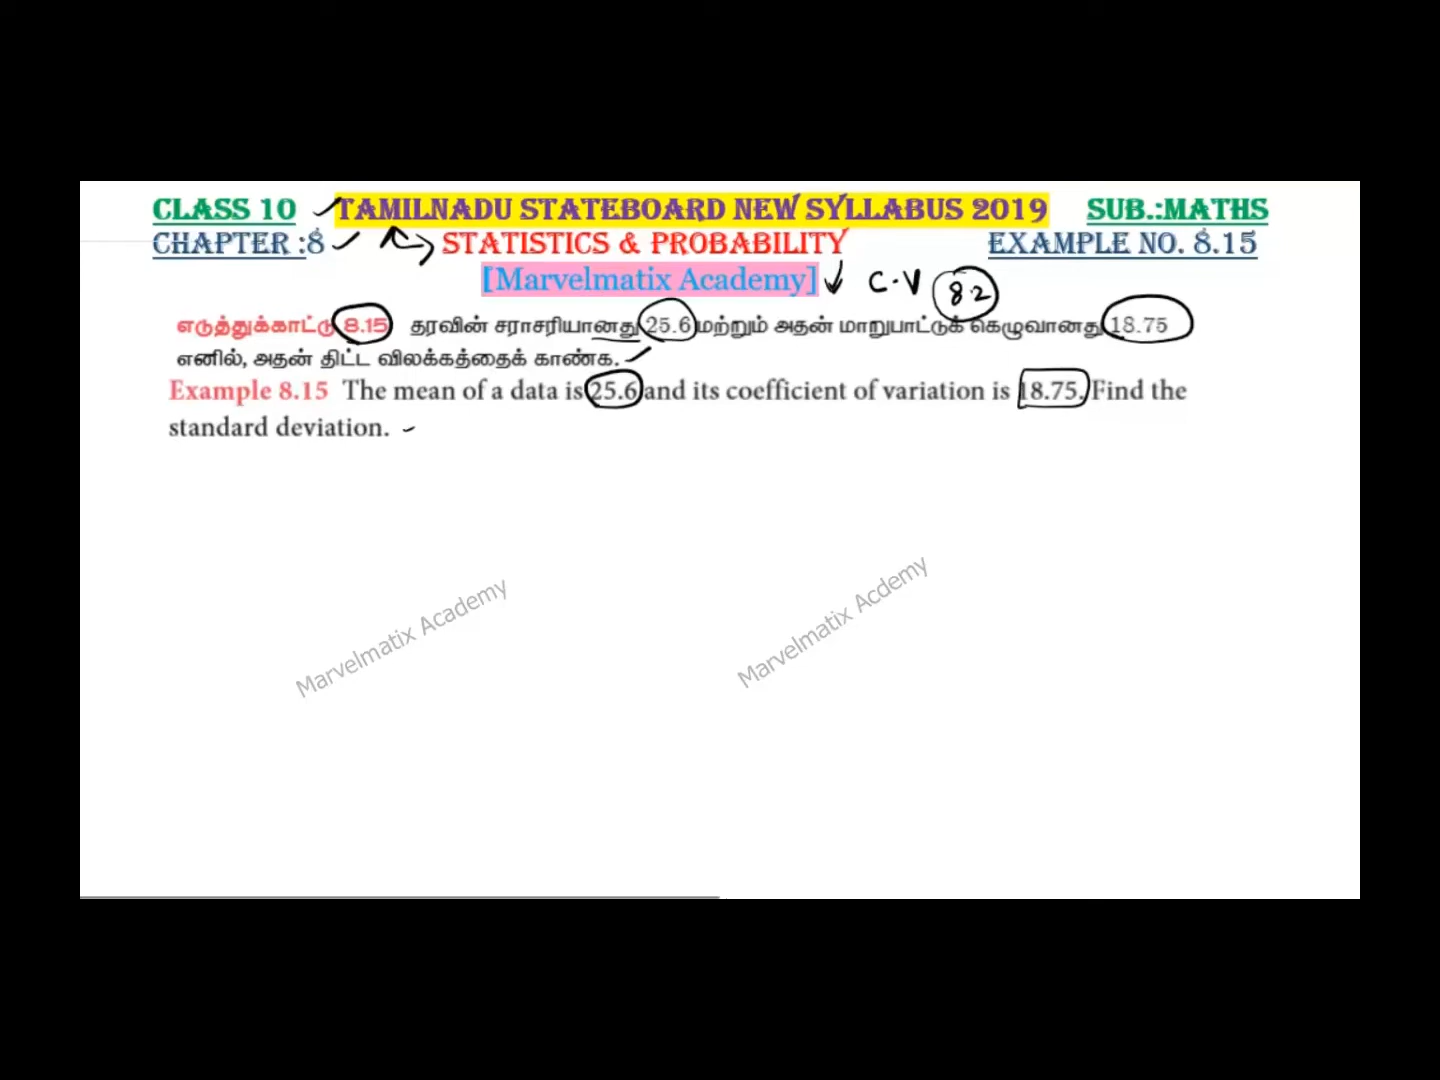 CLASS 10 TAMILNADU STATEBOARD NEW SYLLABUS 2019 SUB.:MATHS
CHAPTER :8 STATISTICS & PROBABILITY EXAMPLE NO. 8.15
[Marvelmatix Academy] C.V 8.2
எடுத்துக்காட்டு 8.15 தரவின் சராசரியானது 25.6 மற்றும் அதன் மாறுபாட்டுக் கெழுவானது 18.75
எனில், அதன் திட்ட விலக்கத்தைக் காண்க.
Example 8.15 The mean of a data is 25.6 and its coefficient of variation is 18.75. Find the
standard deviation.
Marvelmatix Academy
Marvelmatix Acdemy